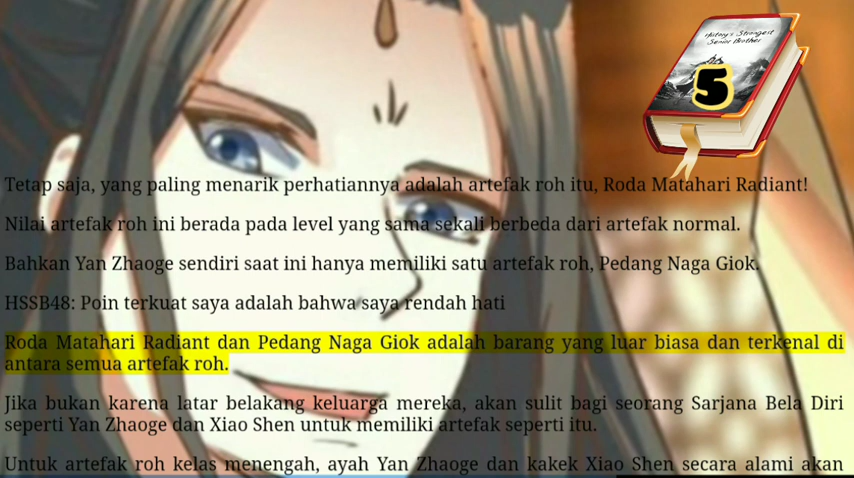 History's Strongest
Senior Brother
5
Tetap saja, yang paling menarik perhatiannya adalah artefak roh itu, Roda Matahari Radiant!
Nilai artefak roh ini berada pada level yang sama sekali berbeda dari artefak normal.
Bahkan Yan Zhaoge sendiri saat ini hanya memiliki satu artefak roh, Pedang Naga Giok.
HSSB48: Poin terkuat saya adalah bahwa saya rendah hati
Roda Matahari Radiant dan Pedang Naga Giok adalah barang yang luar biasa dan terkenal di
antara semua artefak roh.
Jika bukan karena latar belakang keluarga mereka, akan sulit bagi seorang Sarjana Bela Diri
seperti Yan Zhaoge dan Xiao Shen untuk memiliki artefak seperti itu.
Untuk artefak roh kelas menengah, ayah Yan Zhaoge dan kakek Xiao Shen secara alami akan